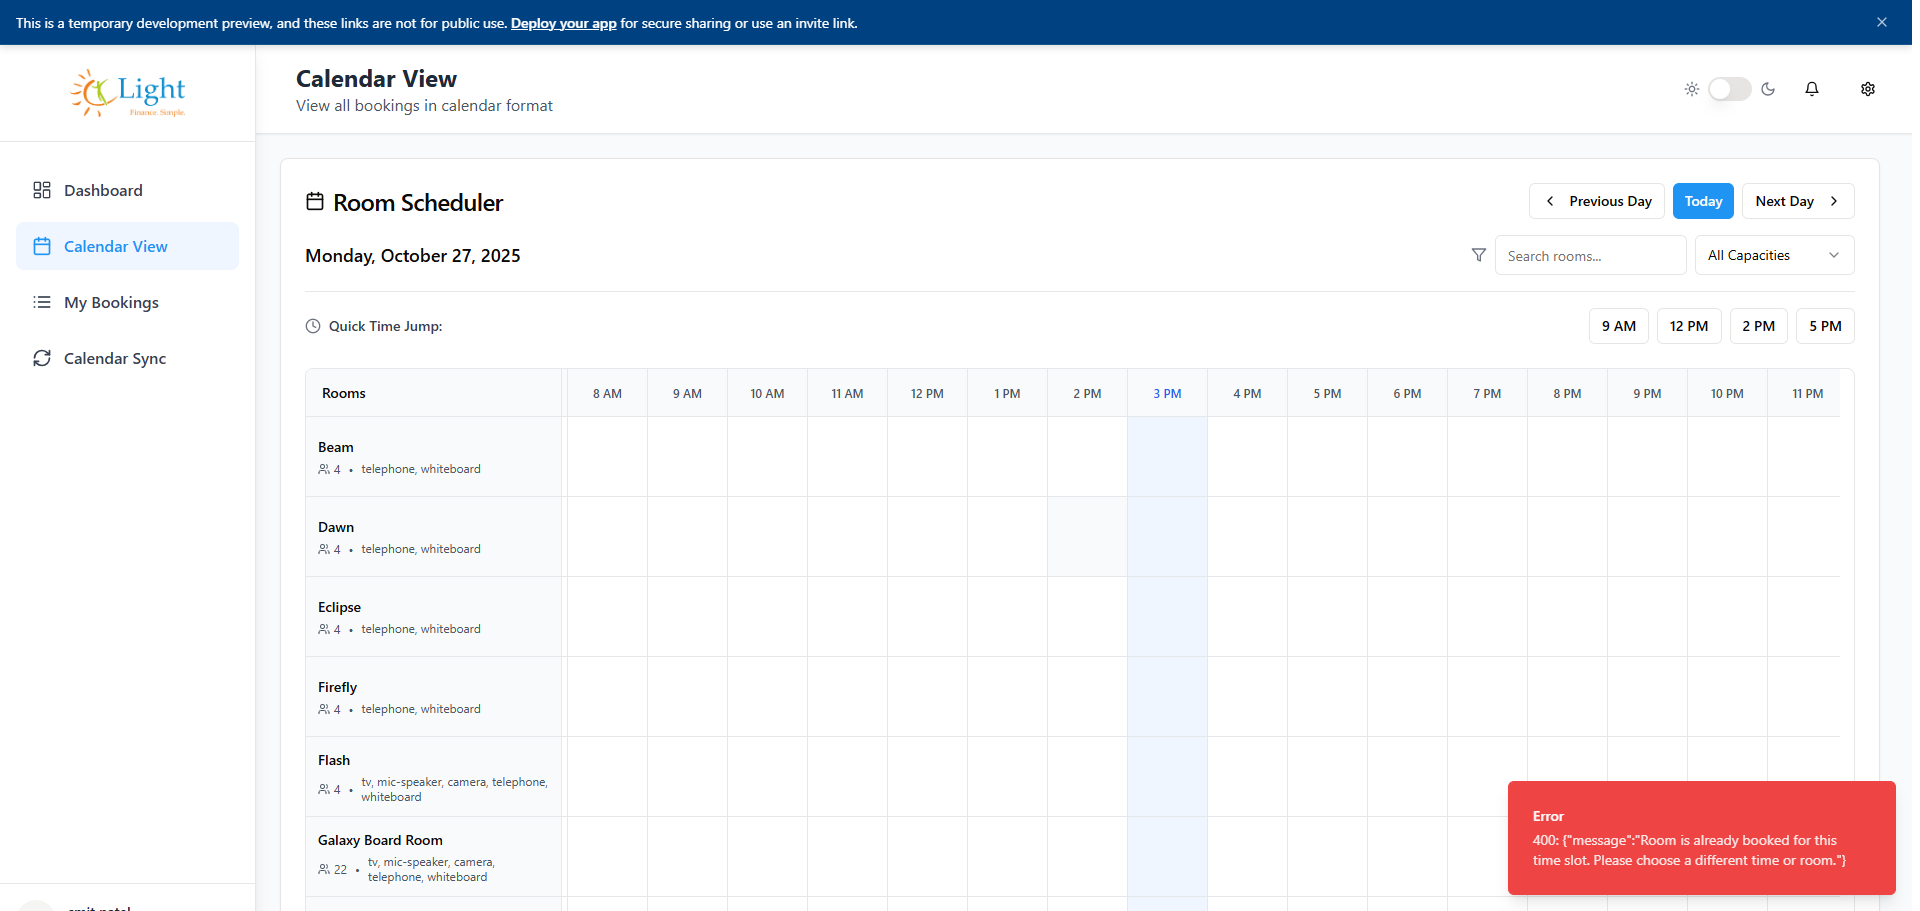 This is a temporary development preview, and these links are not for public use. Deploy your app for secure sharing or use an invite link.
Light
Finance. Simple.
Calendar View
View all bookings in calendar format
Dashboard
Calendar View
My Bookings
Calendar Sync
Room Scheduler
Previous Day
Today
Next Day
Monday, October 27, 2025
Search rooms...
All Capacities
Quick Time Jump:
9 AM
12 PM
2 PM
5 PM
Rooms
8 AM
9 AM
10 AM
11 AM
12 PM
1 PM
2 PM
3 PM
4 PM
5 PM
6 PM
7 PM
8 PM
9 PM
10 PM
11 PM
Beam
4 • telephone, whiteboard
Dawn
4 • telephone, whiteboard
Eclipse
4 • telephone, whiteboard
Firefly
4 • telephone, whiteboard
Flash
4 • tv, mic-speaker, camera, telephone,
whiteboard
Galaxy Board Room
22 • tv, mic-speaker, camera,
telephone, whiteboard
Error
400: {"message":"Room is already booked for this
time slot. Please choose a different time or room."}